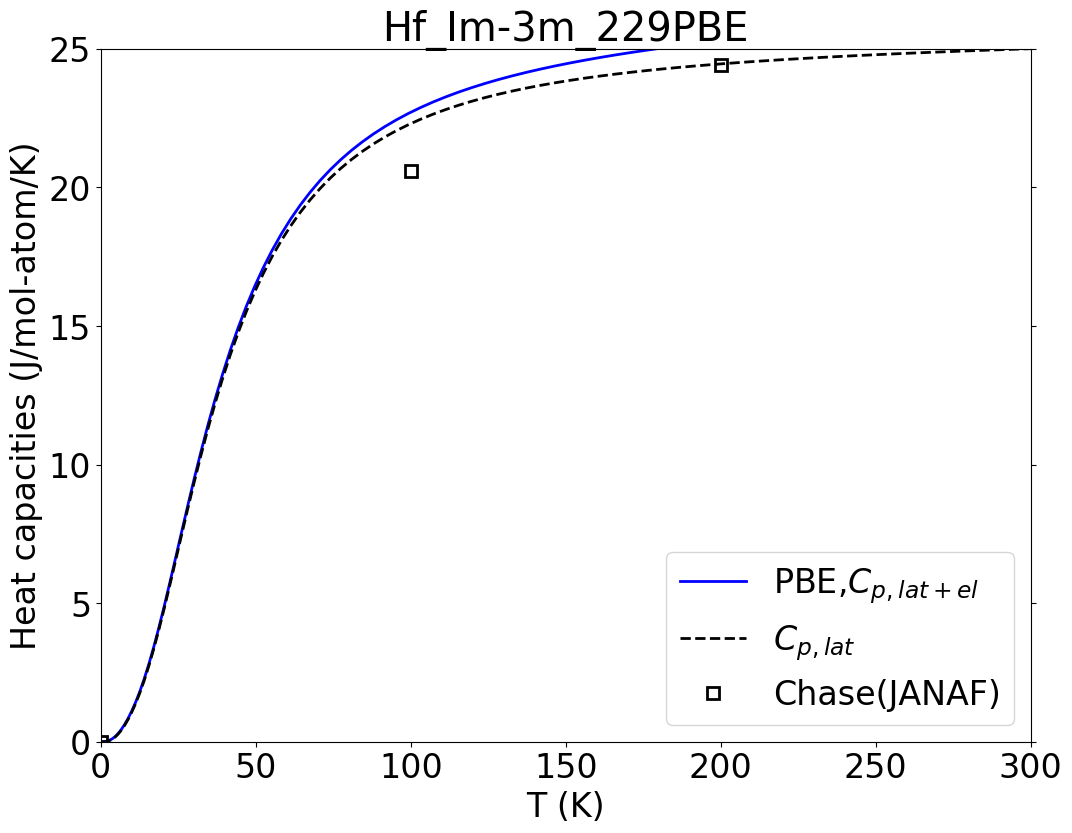 Hf_Im-3m_229PBE
Heat capacities (J/mol-atom/K)
25
20
15
10
5
0
0 50 100 150 200 250 300
T (K)
PBE,C_{p, lat + el}
C_{p, lat}
Chase(JANAF)